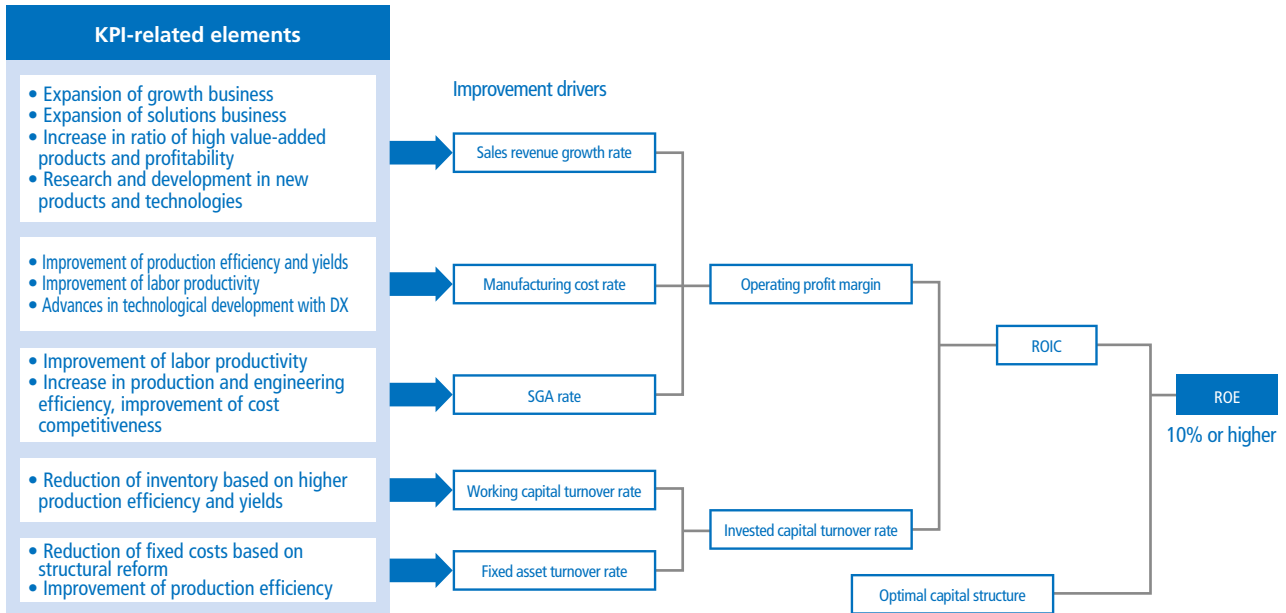 KPI-related elements
• Expansion of growth business
• Expansion of solutions business
• Increase in ratio of high value-added
products and profitability
• Research and development in new
products and technologies
• Improvement of production efficiency and yields
• Improvement of labor productivity
• Advances in technological development with DX
• Improvement of labor productivity
• Increase in production and engineering
efficiency, improvement of cost
competitiveness
• Reduction of inventory based on higher
production efficiency and yields
• Reduction of fixed costs based on
structural reform
• Improvement of production efficiency
Improvement drivers
Sales revenue growth rate
Manufacturing cost rate
SGA rate
Working capital turnover rate
Fixed asset turnover rate
Operating profit margin
Invested capital turnover rate
ROIC
Optimal capital structure
ROE
10% or higher